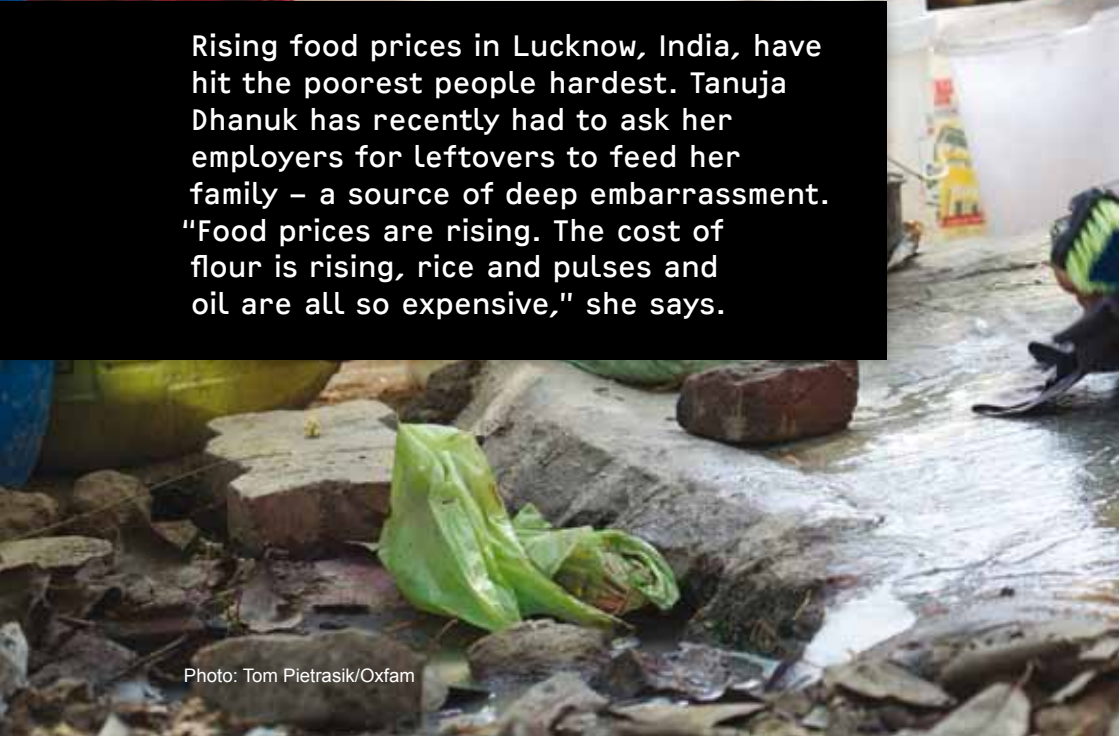 Rising food prices in Lucknow, India, have
hit the poorest people hardest. Tanuja
Dhanuk has recently had to ask her
employers for leftovers to feed her
family – a source of deep embarrassment.
“Food prices are rising. The cost of
flour is rising, rice and pulses and
oil are all so expensive,” she says.
Photo: Tom Pietrasik/Oxfam